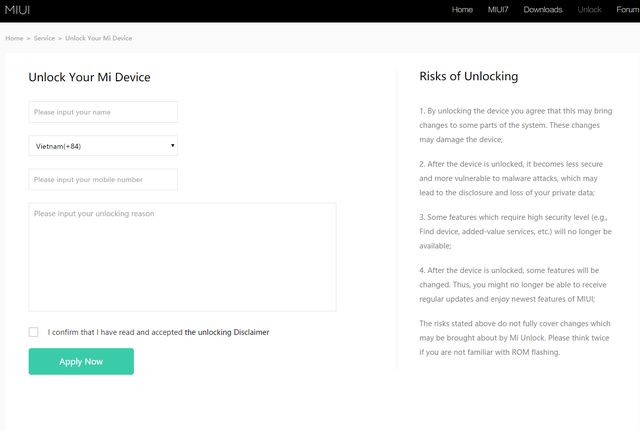 MIUI
Home MIUI7 Downloads Unlock Forum
Home > Service > Unlock Your Mi Device
Unlock Your Mi Device
Please input your name
Vietnam(+84)
Please input your mobile number
Please input your unlocking reason
I confirm that I have read and accepted the unlocking Disclaimer
Apply Now
Risks of Unlocking
1. By unlocking the device you agree that this may bring
changes to some parts of the system. These changes
may damage the device;
2. After the device is unlocked, it becomes less secure
and more vulnerable to malware attacks, which may
lead to the disclosure and loss of your private data;
3. Some features which require high security level (e.g.,
Find device, added-value services, etc.) will no longer be
available;
4. After the device is unlocked, some features will be
changed. Thus, you might no longer be able to receive
regular updates and enjoy newest features of MIUI;
The risks stated above do not fully cover changes which
may be brought about by Mi Unlock. Please think twice
if you are not familiar with ROM flashing.